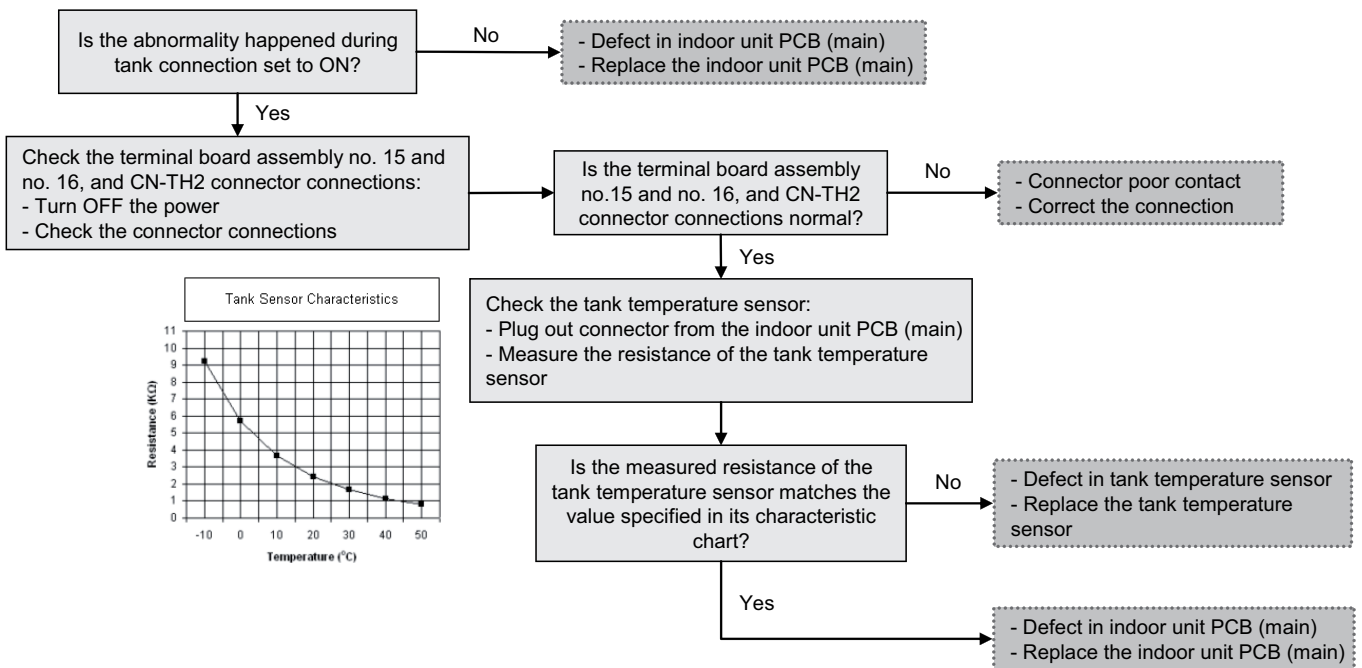 Is the abnormality happened during
tank connection set to ON?
No
- Defect in indoor unit PCB (main)
- Replace the indoor unit PCB (main)
Yes
Check the terminal board assembly no. 15 and
no. 16, and CN-TH2 connector connections:
- Turn OFF the power
- Check the connector connections
Is the terminal board assembly
no.15 and no. 16, and CN-TH2
connector connections normal?
No
- Connector poor contact
- Correct the connection
Yes
Tank Sensor Characteristics
11
10
9
8
7
6
5
4
3
2
1
0
Resistance (KΩ)
-10 0 10 20 30 40 50
Temperature (°C)
Check the tank temperature sensor:
- Plug out connector from the indoor unit PCB (main)
- Measure the resistance of the tank temperature
sensor
Is the measured resistance of the
tank temperature sensor matches the
value specified in its characteristic
chart?
No
- Defect in tank temperature sensor
- Replace the tank temperature
sensor
Yes
- Defect in indoor unit PCB (main)
- Replace the indoor unit PCB (main)